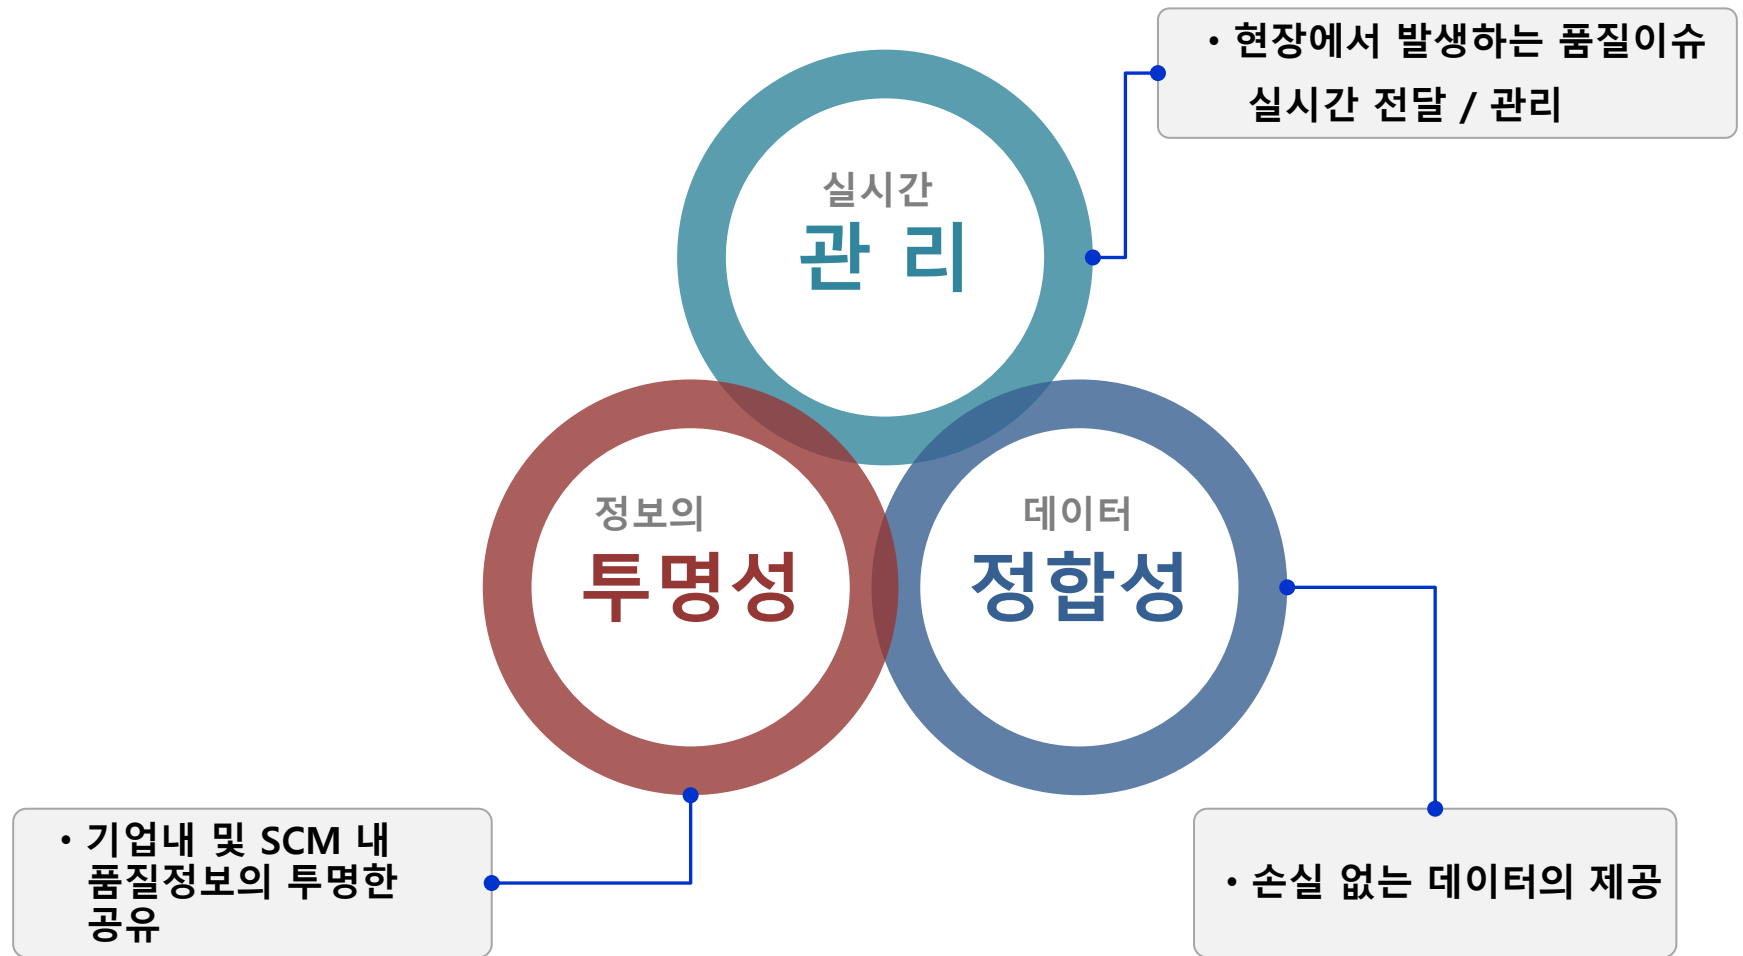 • 현장에서 발생하는 품질이슈
실시간 전달 / 관리
실시간
관 리
정보의
투명성
데이터
정합성
• 기업내 및 SCM 내
품질정보의 투명한
공유
• 손실 없는 데이터의 제공